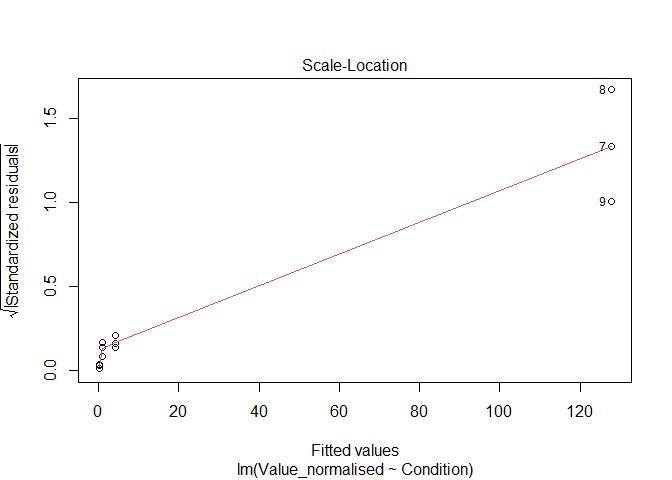 Scale-Location
√|Standardized residuals|
1.5
1.0
0.5
0.0
8
7
9
0 20 40 60 80 100 120
Fitted values
lm(Value_normalised ~ Condition)